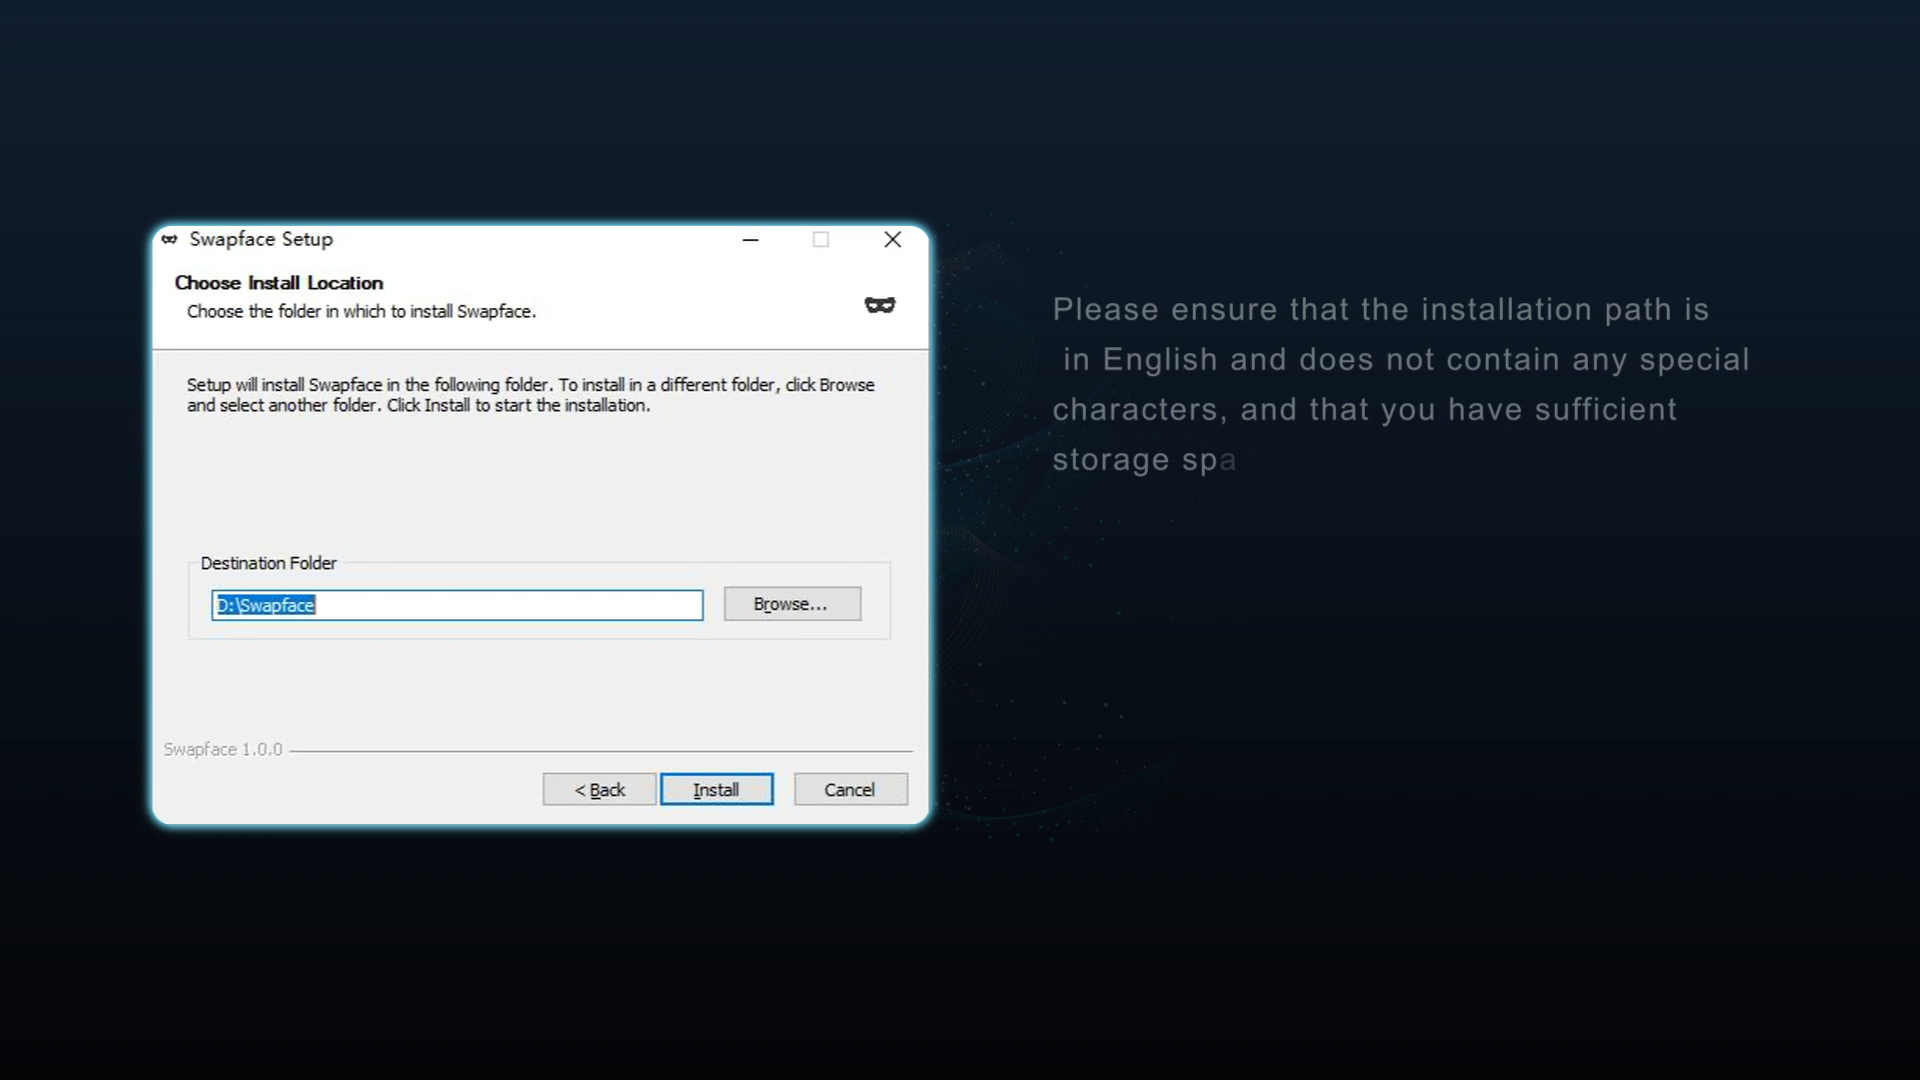 Swapface Setup
Choose Install Location
Choose the folder in which to install Swapface.
Setup will install Swapface in the following folder. To install in a different folder, click Browse
and select another folder. Click Install to start the installation.
Destination Folder
D:\Swapface
Browse...
Swapface 1.0.0
< Back
Install
Cancel
Please ensure that the installation path is
in English and does not contain any special
characters, and that you have sufficient
storage spa